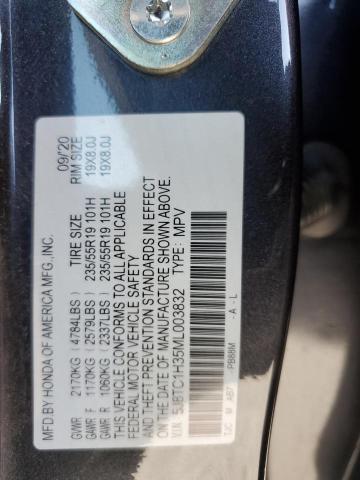 MFD.BY HONDA OF AMERICA MFG.,INC. 09/20
TIRE SIZE RIM SIZE
GVWR 2170KG (4784LBS)
GAWR F 1170KG (2579LBS) 235/55R19 101H 19X8.0J
GAWR R 1060KG (2337LBS) 235/55R19 101H 19X8.0J
THIS VEHICLE CONFORMS TO ALL APPLICABLE
FEDERAL MOTOR VEHICLE SAFETY
AND THEFT PREVENTION STANDARDS IN EFFECT
ON THE DATE OF MANUFACTURE SHOWN ABOVE.
V.I.N.: 5J8TC1H35ML003832 TYPE: MPV
TJC M AB7 PB88M -A-L